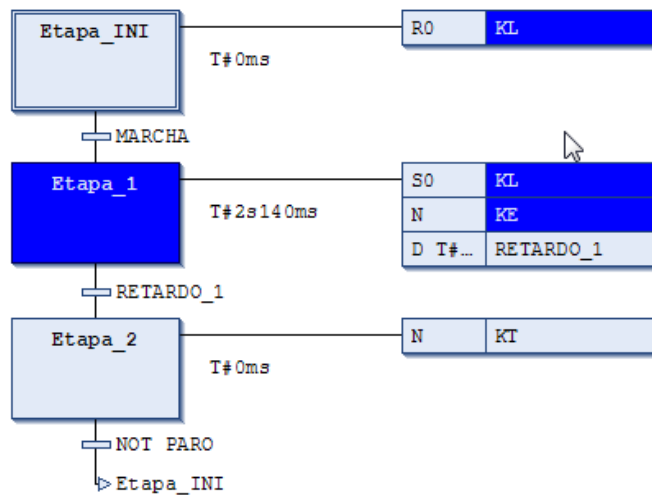 Etapa_INI R0 KL
T#0ms
MARCHA
Etapa_1 S0 KL
T#2s140ms N KE
D T#... RETARDO_1
RETARDO_1
Etapa_2 N KT
T#0ms
NOT PARO
Etapa_INI